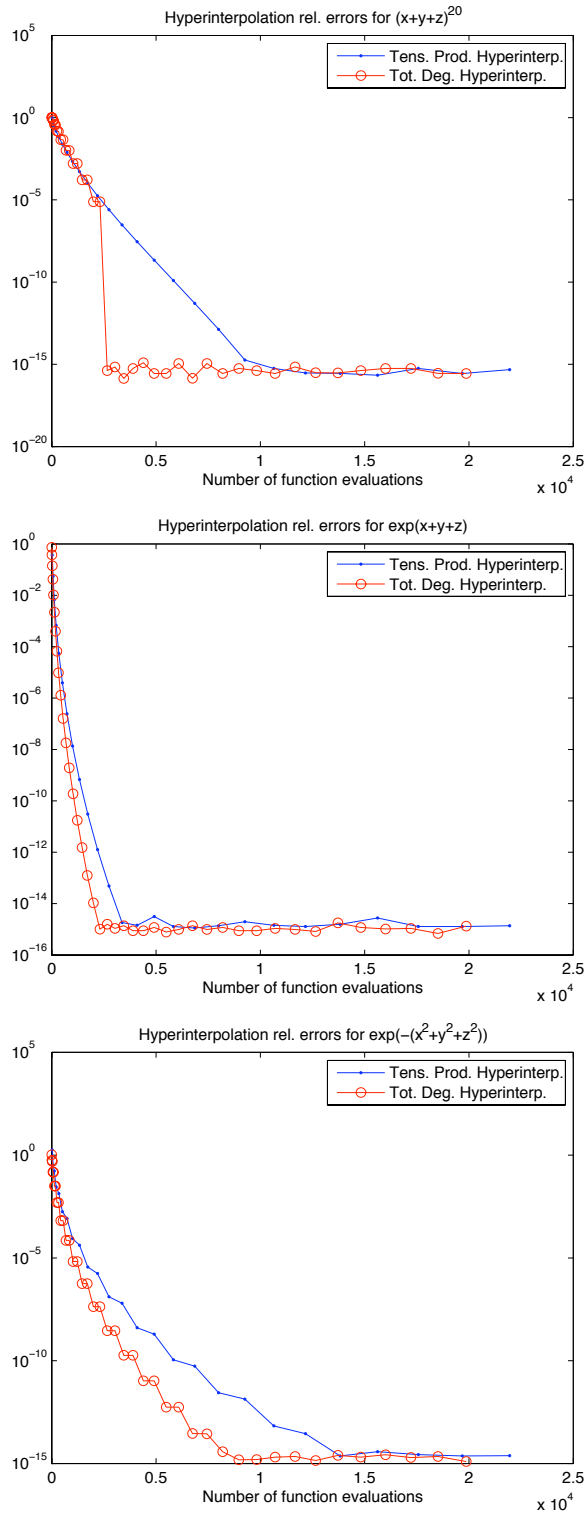 Hyperinterpolation rel. errors for (x+y+z)^20
10^5
10^0
10^−5
10^−10
10^−15
10^−20
Tens. Prod. Hyperinterp.
Tot. Deg. Hyperinterp.
0 0.5 1 1.5 2 2.5
x 10^4
Number of function evaluations
Hyperinterpolation rel. errors for exp(x+y+z)
10^0
10^−2
10^−4
10^−6
10^−8
10^−10
10^−12
10^−14
10^−16
Tens. Prod. Hyperinterp.
Tot. Deg. Hyperinterp.
0 0.5 1 1.5 2 2.5
x 10^4
Number of function evaluations
Hyperinterpolation rel. errors for exp(−(x^2+y^2+z^2))
10^5
10^0
10^−5
10^−10
10^−15
Tens. Prod. Hyperinterp.
Tot. Deg. Hyperinterp.
0 0.5 1 1.5 2 2.5
x 10^4
Number of function evaluations